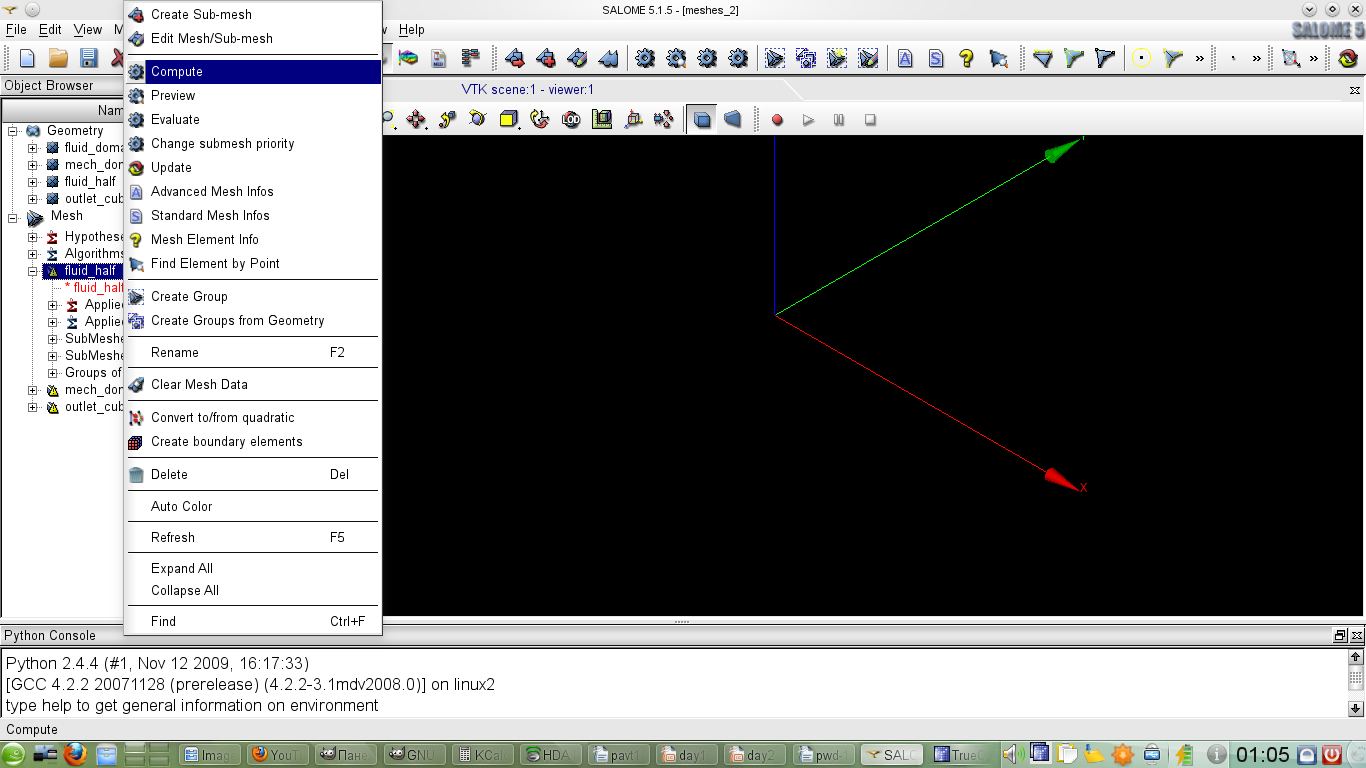 SALOME 5.1.5 - [meshes_2]
File Edit View M
Help
SALOME 5
Object Browser
Nam
Geometry
fluid_doma
mech_dom
fluid_half
outlet_cub
Mesh
Hypothese
Algorithms
fluid_half
* fluid_half
Applie
Applie
SubMeshe
SubMeshe
Groups of
mech_dom
outlet_cub
Create Sub-mesh
Edit Mesh/Sub-mesh
Compute
Preview
Evaluate
Change submesh priority
Update
Advanced Mesh Infos
Standard Mesh Infos
Mesh Element Info
Find Element by Point
Create Group
Create Groups from Geometry
Rename F2
Clear Mesh Data
Convert to/from quadratic
Create boundary elements
Delete Del
Auto Color
Refresh F5
Expand All
Collapse All
Find Ctrl+F
VTK scene:1 - viewer:1
X
Python Console
Python 2.4.4 (#1, Nov 12 2009, 16:17:33)
[GCC 4.2.2 20071128 (prerelease) (4.2.2-3.1mdv2008.0)] on linux2
type help to get general information on environment
Compute
Imag YouT Пане GNU KCal HDA pavt1 day1 day2 pwd-1 SALO TrueC 01:05